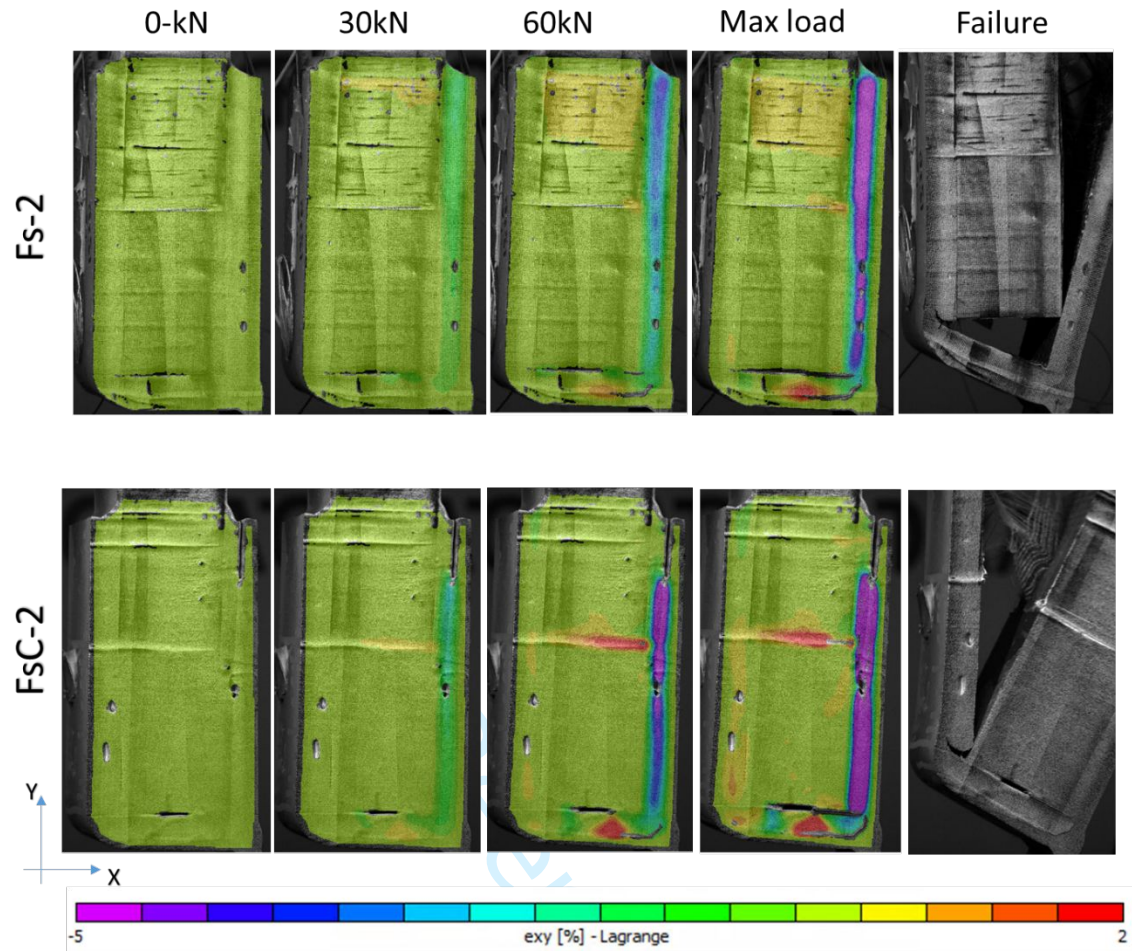 0-kN 30kN 60kN Max load Failure
Fs-2
FsC-2
Y
X
-5 exy [%] - Lagrange 2